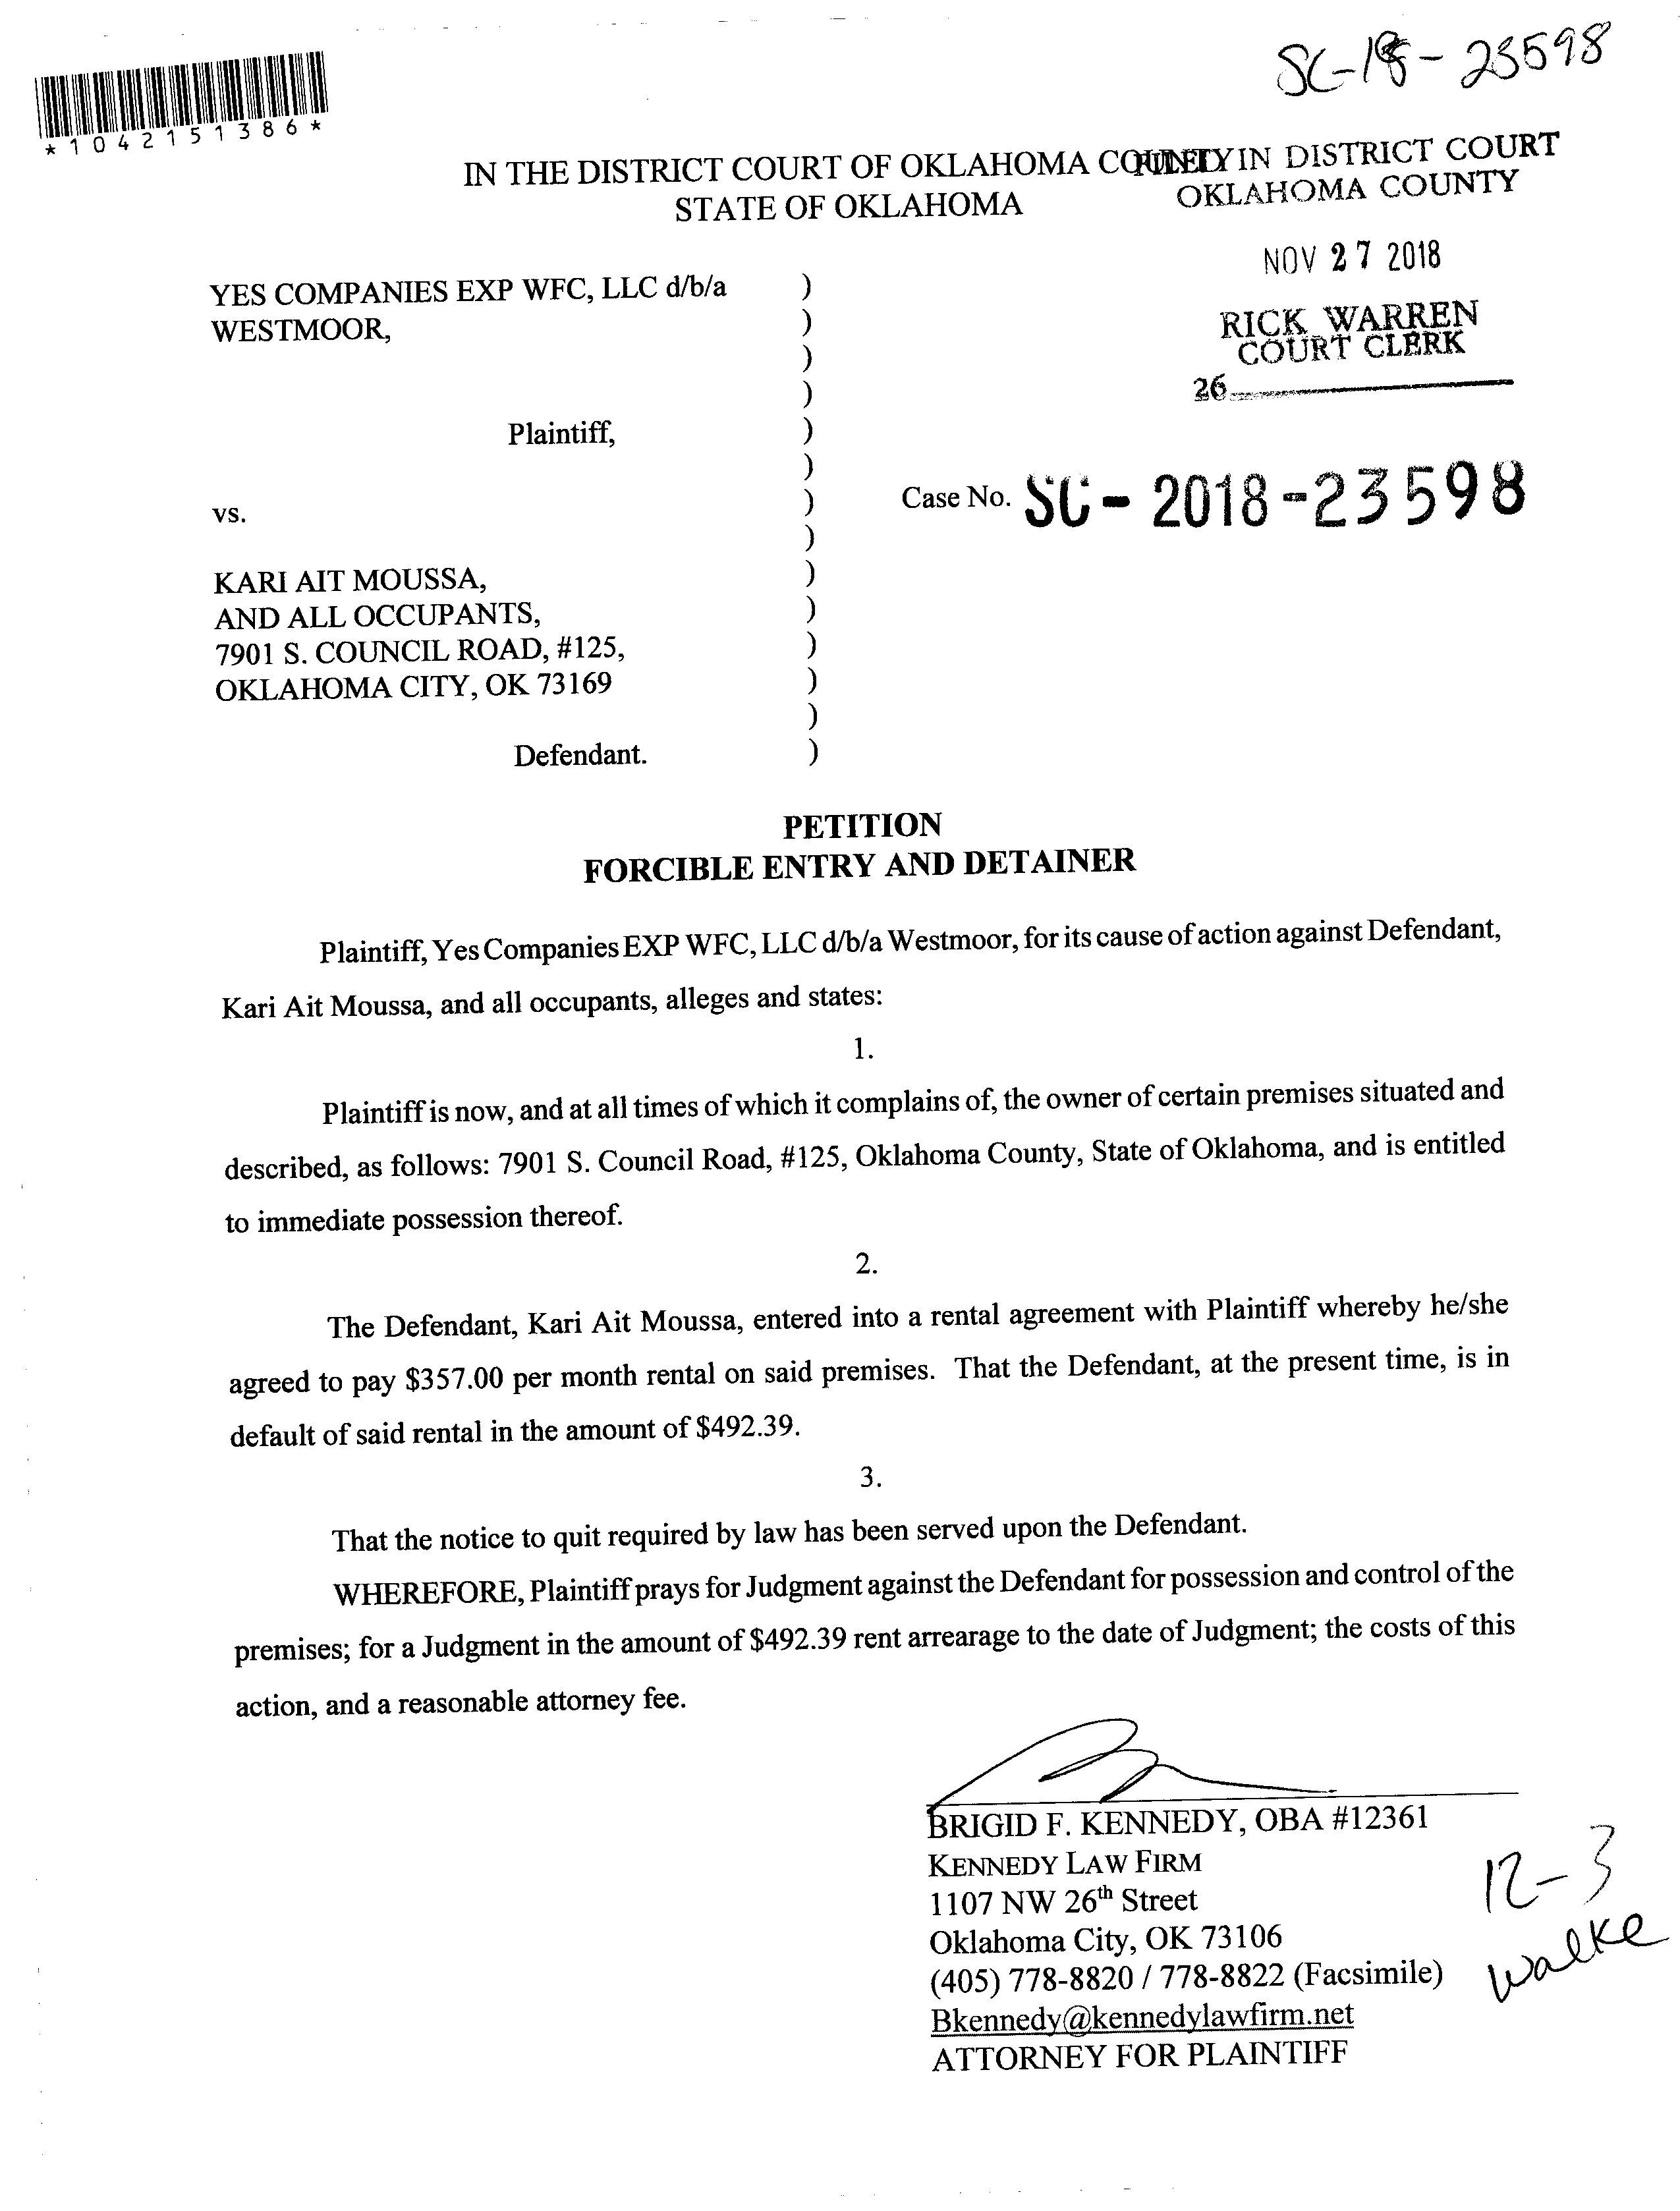 SC-18-23598
*1042151386*
IN THE DISTRICT COURT OF OKLAHOMA COUNTY
STATE OF OKLAHOMA
FILED IN DISTRICT COURT
OKLAHOMA COUNTY
NOV 27 2018
RICK WARREN
COURT CLERK
26
YES COMPANIES EXP WFC, LLC d/b/a )
WESTMOOR, )
)
)
Plaintiff, )
)
vs. )
)
Case No. SC-2018-23598
KARI AIT MOUSSA, )
AND ALL OCCUPANTS, )
7901 S. COUNCIL ROAD, #125, )
OKLAHOMA CITY, OK 73169 )
)
Defendant. )
PETITION
FORCIBLE ENTRY AND DETAINER
Plaintiff, Yes Companies EXP WFC, LLC d/b/a Westmoor, for its cause of action against Defendant,
Kari Ait Moussa, and all occupants, alleges and states:
1.
Plaintiff is now, and at all times of which it complains of, the owner of certain premises situated and
described, as follows: 7901 S. Council Road, #125, Oklahoma County, State of Oklahoma, and is entitled
to immediate possession thereof.
2.
The Defendant, Kari Ait Moussa, entered into a rental agreement with Plaintiff whereby he/she
agreed to pay $357.00 per month rental on said premises. That the Defendant, at the present time, is in
default of said rental in the amount of $492.39.
3.
That the notice to quit required by law has been served upon the Defendant.
WHEREFORE, Plaintiff prays for Judgment against the Defendant for possession and control of the
premises; for a Judgment in the amount of $492.39 rent arrearage to the date of Judgment; the costs of this
action, and a reasonable attorney fee.
BRIGID F. KENNEDY, OBA #12361
KENNEDY LAW FIRM
1107 NW 26th Street
Oklahoma City, OK 73106
(405) 778-8820 / 778-8822 (Facsimile)
Bkennedy@kennedylawfirm.net
ATTORNEY FOR PLAINTIFF
12-3
Walke